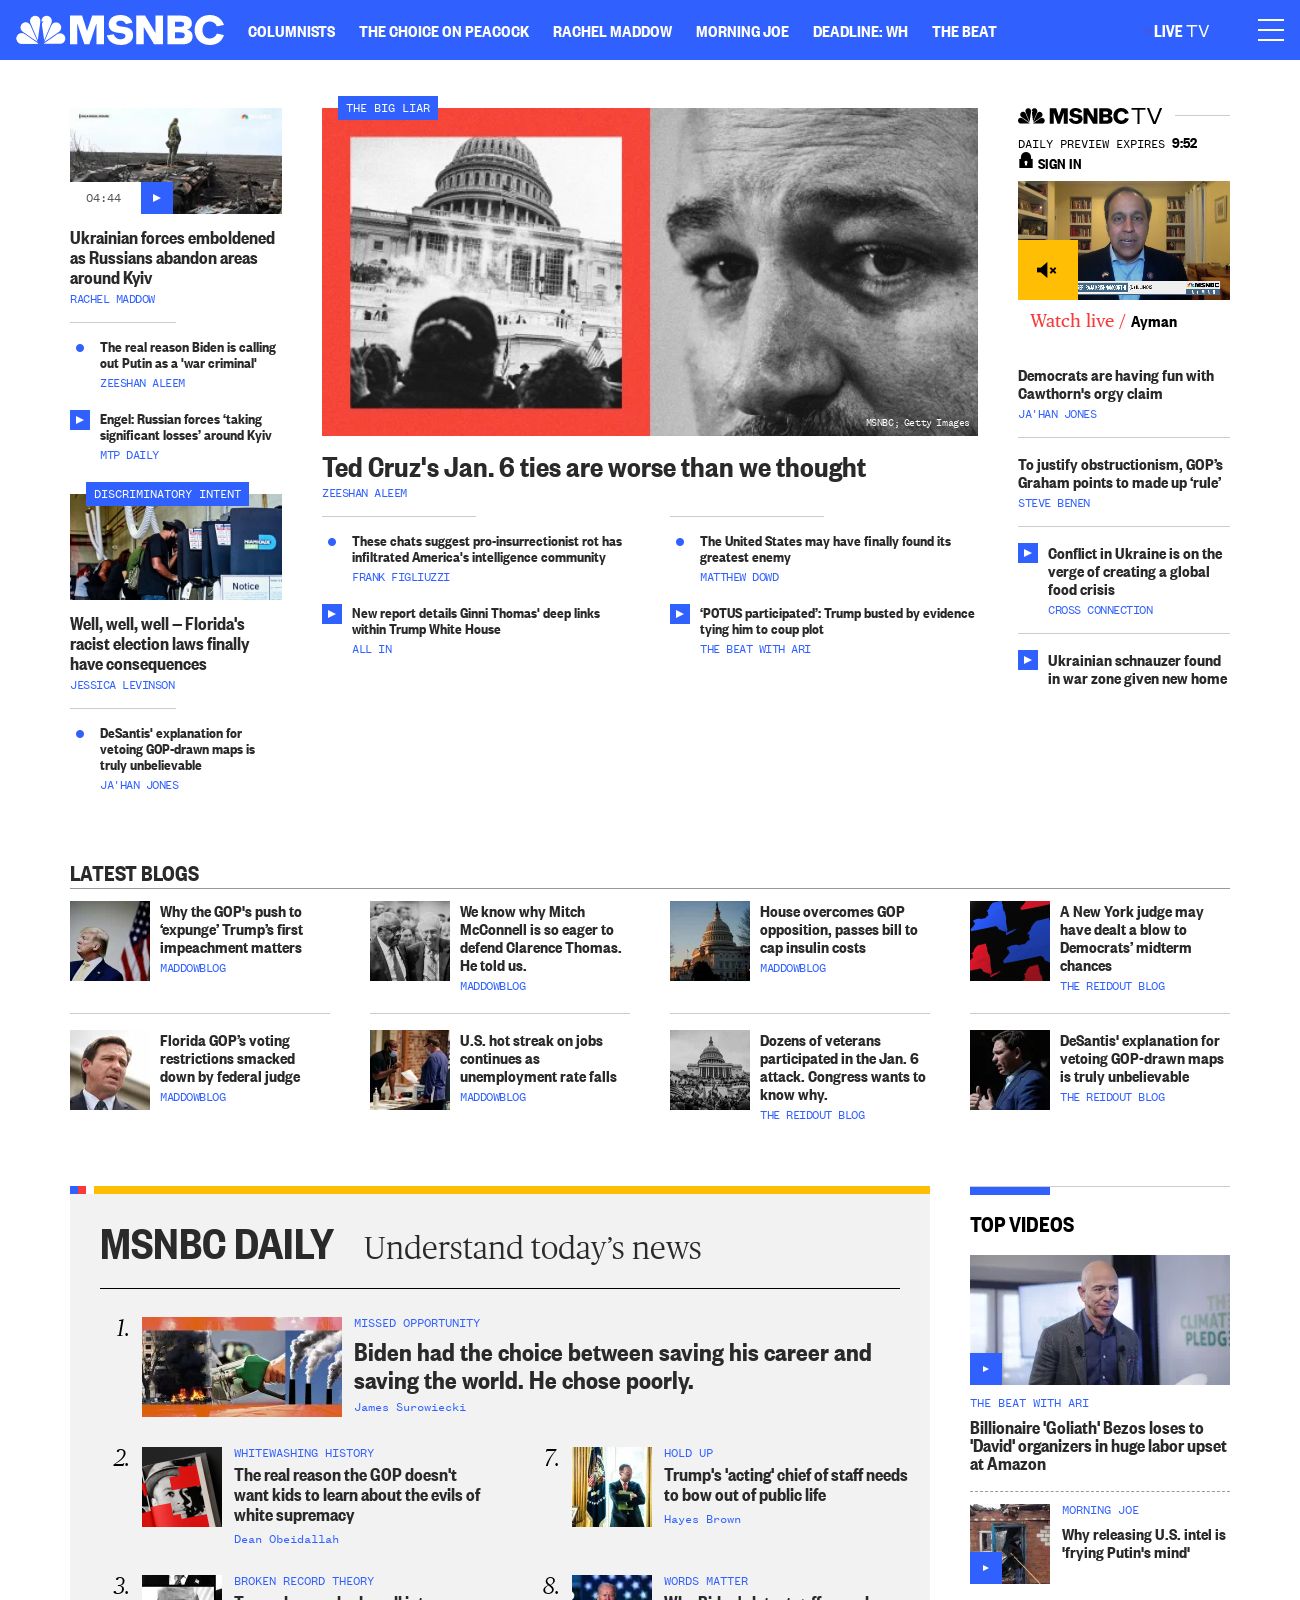 MSNBC COLUMNISTS THE CHOICE ON PEACOCK RACHEL MADDOW MORNING JOE DEADLINE: WH THE BEAT LIVE TV
04:44
Ukrainian forces emboldened
as Russians abandon areas
around Kyiv
RACHEL MADDOW
The real reason Biden is calling
out Putin as a 'war criminal'
ZEESHAN ALEEM
Engel: Russian forces ‘taking
significant losses’ around Kyiv
MTP DAILY
DISCRIMINATORY INTENT
Notice
Well, well, well — Florida's
racist election laws finally
have consequences
JESSICA LEVINSON
DeSantis' explanation for
vetoing GOP-drawn maps is
truly unbelievable
JA'HAN JONES
THE BIG LIAR
MSNBC; Getty Images
Ted Cruz's Jan. 6 ties are worse than we thought
ZEESHAN ALEEM
These chats suggest pro-insurrectionist rot has
infiltrated America's intelligence community
FRANK FIGLIUZZI
New report details Ginni Thomas' deep links
within Trump White House
ALL IN
The United States may have finally found its
greatest enemy
MATTHEW DOWD
‘POTUS participated’: Trump busted by evidence
tying him to coup plot
THE BEAT WITH ARI
MSNBC TV
DAILY PREVIEW EXPIRES 9:52
SIGN IN
MSNBC
Watch live / Ayman
Democrats are having fun with
Cawthorn's orgy claim
JA'HAN JONES
To justify obstructionism, GOP’s
Graham points to made up ‘rule’
STEVE BENEN
Conflict in Ukraine is on the
verge of creating a global
food crisis
CROSS CONNECTION
Ukrainian schnauzer found
in war zone given new home
LATEST BLOGS
Why the GOP's push to
‘expunge’ Trump’s first
impeachment matters
MADDOWBLOG
We know why Mitch
McConnell is so eager to
defend Clarence Thomas.
He told us.
MADDOWBLOG
House overcomes GOP
opposition, passes bill to
cap insulin costs
MADDOWBLOG
A New York judge may
have dealt a blow to
Democrats’ midterm
chances
THE REIDOUT BLOG
Florida GOP’s voting
restrictions smacked
down by federal judge
MADDOWBLOG
U.S. hot streak on jobs
continues as
unemployment rate falls
MADDOWBLOG
Dozens of veterans
participated in the Jan. 6
attack. Congress wants to
know why.
THE REIDOUT BLOG
DeSantis' explanation for
vetoing GOP-drawn maps
is truly unbelievable
THE REIDOUT BLOG
MSNBC DAILY Understand today’s news
1.
MISSED OPPORTUNITY
Biden had the choice between saving his career and
saving the world. He chose poorly.
James Surowiecki
2.
WHITEWASHING HISTORY
The real reason the GOP doesn't
want kids to learn about the evils of
white supremacy
Dean Obeidallah
3.
BROKEN RECORD THEORY
7.
HOLD UP
Trump's 'acting' chief of staff needs
to bow out of public life
Hayes Brown
8.
WORDS MATTER
TOP VIDEOS
THE
CLIMATE
PLEDGE
THE BEAT WITH ARI
Billionaire 'Goliath' Bezos loses to
'David' organizers in huge labor upset
at Amazon
MORNING JOE
Why releasing U.S. intel is
'frying Putin's mind'